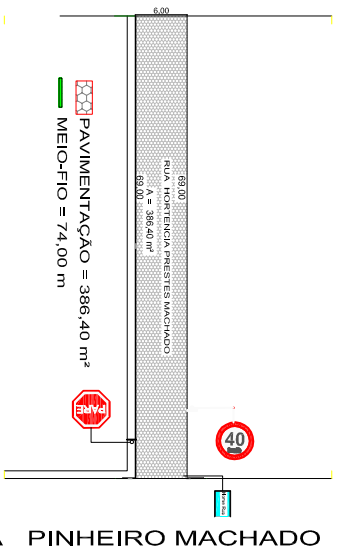 6,00
RUA HORTENCIA PRESTES MACHADO
69,00
A = 386,40 m²
69,00
PAVIMENTAÇÃO = 386,40 m²
MEIO-FIO = 74,00 m
PARE
40
PINHEIRO MACHADO